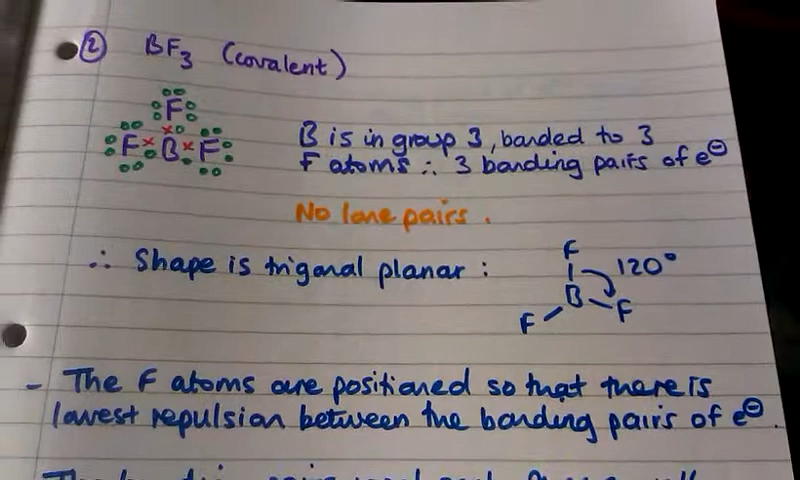 ② BF3 (covalent)
F
F B F
B is in group 3, bonded to 3
F atoms ∴ 3 bonding pairs of e⊖
No lone pairs.
∴ Shape is trigonal planar:
F
120°
B
F
F
- The F atoms are positioned so that there is
lowest repulsion between the bonding pairs of e⊖.